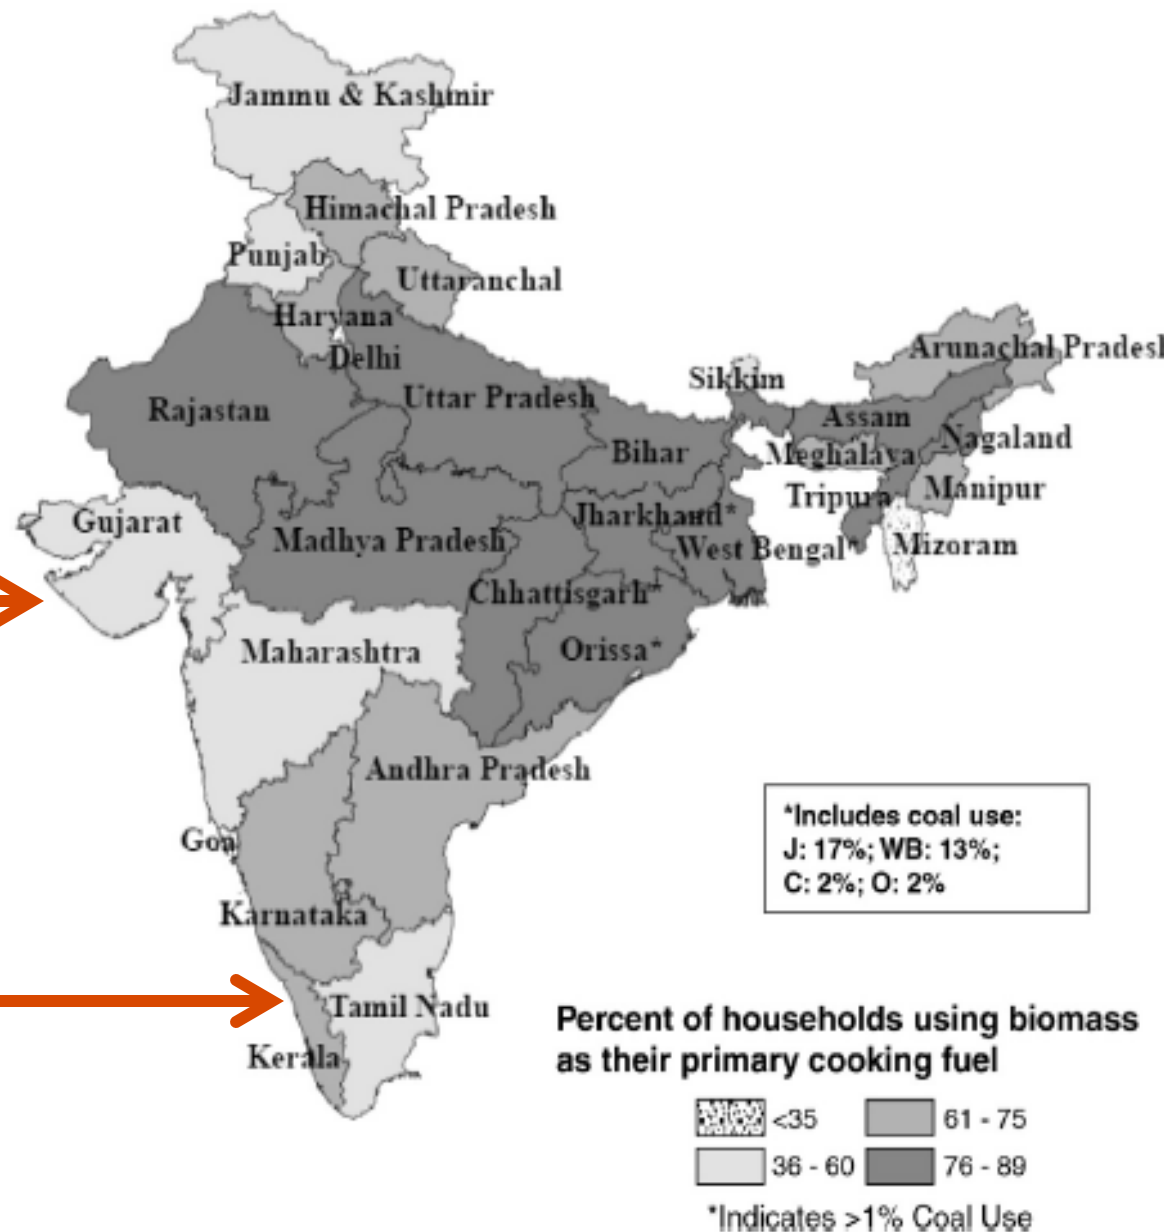 Jammu & Kashmir
Himachal Pradesh
Punjab
Uttaranchal
Haryana
Delhi
Arunachal Pradesh
Sikkim
Uttar Pradesh
Rajastan
Assam
Nagaland
Bihar
Meghalaya
Manipur
Tripura
Gujarat
Jharkhand*
Madhya Pradesh
West Bengal*
Mizoram
Chhattisgarh*
Maharashtra
Orissa*
Andhra Pradesh
*Includes coal use:
J: 17%; WB: 13%;
C: 2%; O: 2%
Goa
Karnataka
Tamil Nadu
Kerala
Percent of households using biomass
as their primary cooking fuel
<35 61 - 75
36 - 60 76 - 89
*Indicates >1% Coal Use